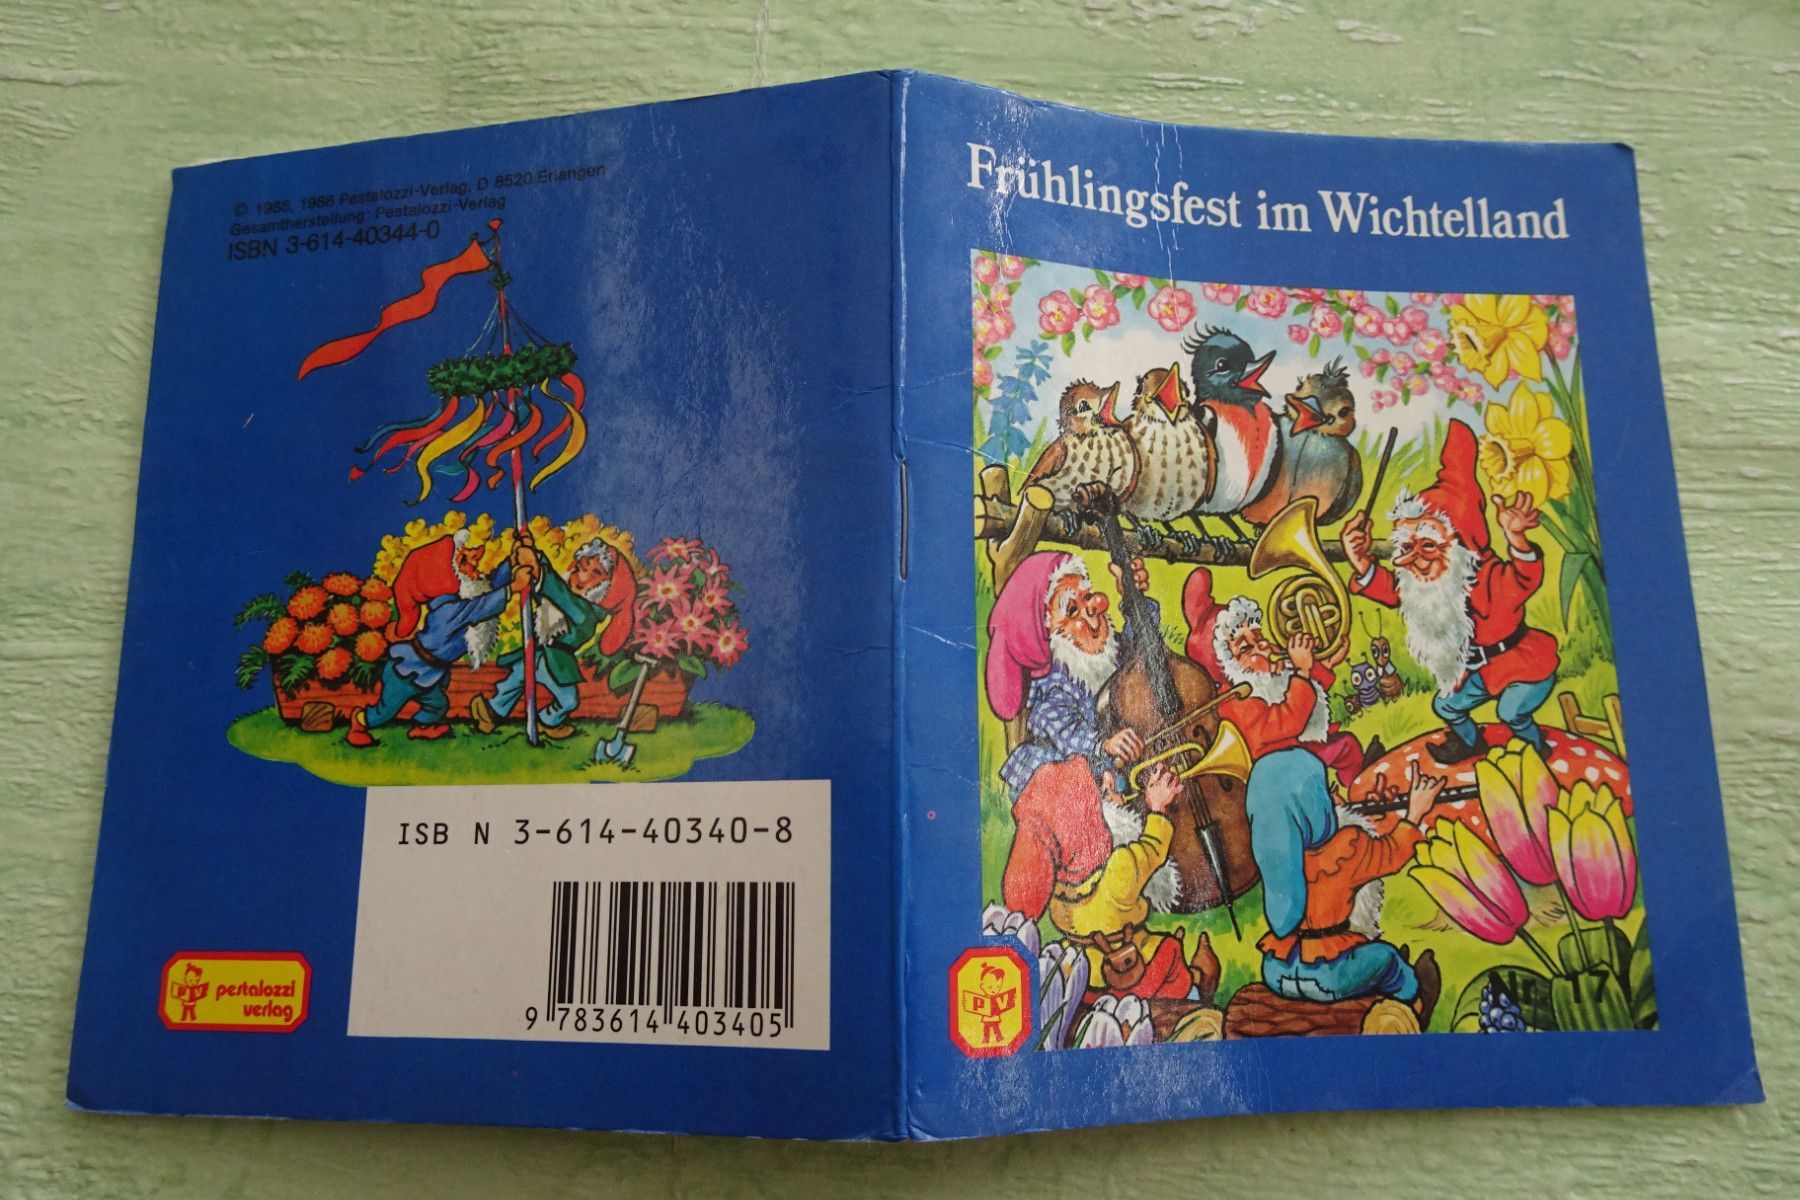 © 1985, 1988 Pestalozzi-Verlag, D 8520 Erlangen
Gesamtherstellung: Pestalozzi-Verlag
ISBN 3-614-40344-0
ISB N 3-614-40340-8
9 783614 403405
pestalozzi
verlag
Frühlingsfest im Wichtelland
P V
Nr. 17